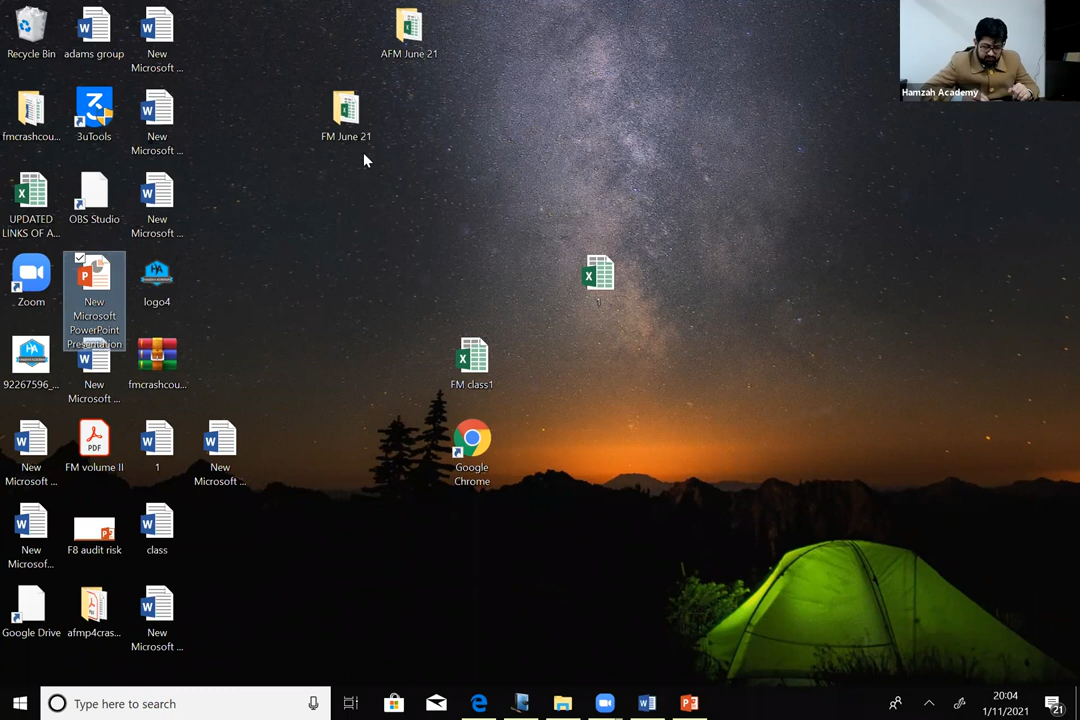 Recycle Bin
adams group
New
Microsoft ...
AFM June 21
Hamzah Academy
fmcrashcou...
3uTools
New
Microsoft ...
FM June 21
UPDATED
LINKS OF A...
OBS Studio
New
Microsoft ...
Zoom
New
Microsoft
PowerPoint
Presentation
logo4
1
92267596_...
New
Microsoft ...
fmcrashcou...
FM class1
New
Microsoft ...
PDF
FM volume II
1
New
Microsoft ...
Google
Chrome
New
Microsof...
F8 audit risk
class
Google Drive
afmp4cras...
New
Microsoft ...
Type here to search
20:04
1/11/2021
21